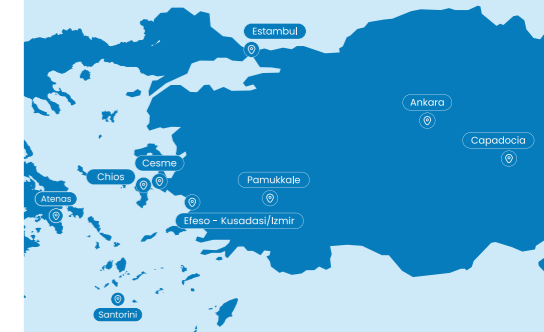 Estambul
Ankara
Capadocia
Cesme
Chios
Pamukkale
Atenas
Efeso - Kusadasi/Izmir
Santorini